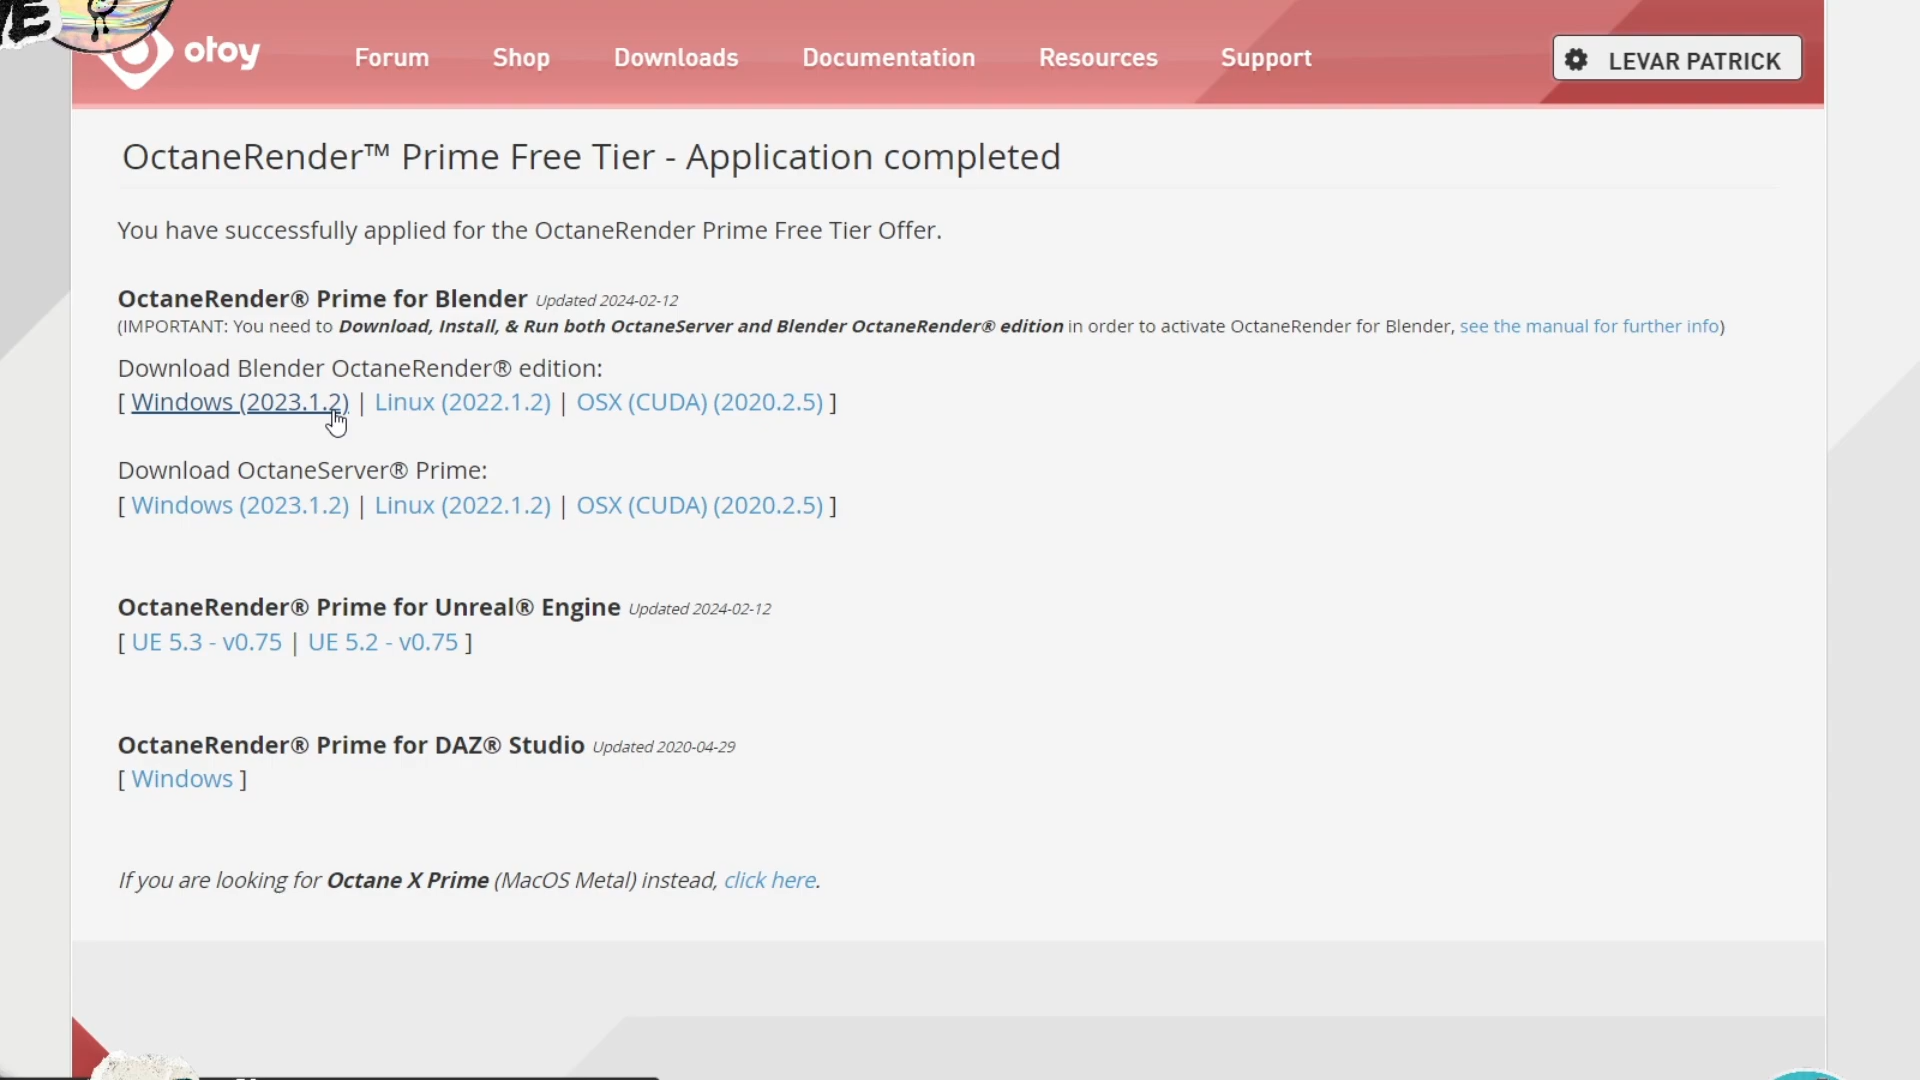 otoy
Forum Shop Downloads Documentation Resources Support LEVAR PATRICK
OctaneRender™ Prime Free Tier - Application completed
You have successfully applied for the OctaneRender Prime Free Tier Offer.
OctaneRender® Prime for Blender Updated 2024-02-12
(IMPORTANT: You need to Download, Install, & Run both OctaneServer and Blender OctaneRender® edition in order to activate OctaneRender for Blender, see the manual for further info)
Download Blender OctaneRender® edition:
[ Windows (2023.1.2) | Linux (2022.1.2) | OSX (CUDA) (2020.2.5) ]
Download OctaneServer® Prime:
[ Windows (2023.1.2) | Linux (2022.1.2) | OSX (CUDA) (2020.2.5) ]
OctaneRender® Prime for Unreal® Engine Updated 2024-02-12
[ UE 5.3 - v0.75 | UE 5.2 - v0.75 ]
OctaneRender® Prime for DAZ® Studio Updated 2020-04-29
[ Windows ]
If you are looking for Octane X Prime (MacOS Metal) instead, click here.